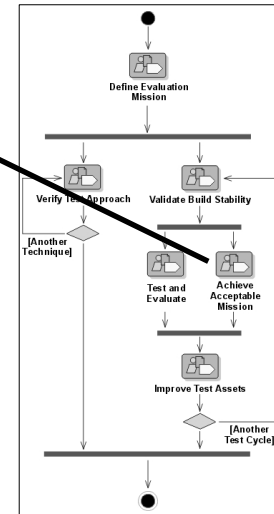 Define Evaluation
Mission
Verify Test Approach
Validate Build Stability
[Another
Technique]
Test and
Evaluate
Achieve
Acceptable
Mission
Improve Test Assets
[Another
Test Cycle]